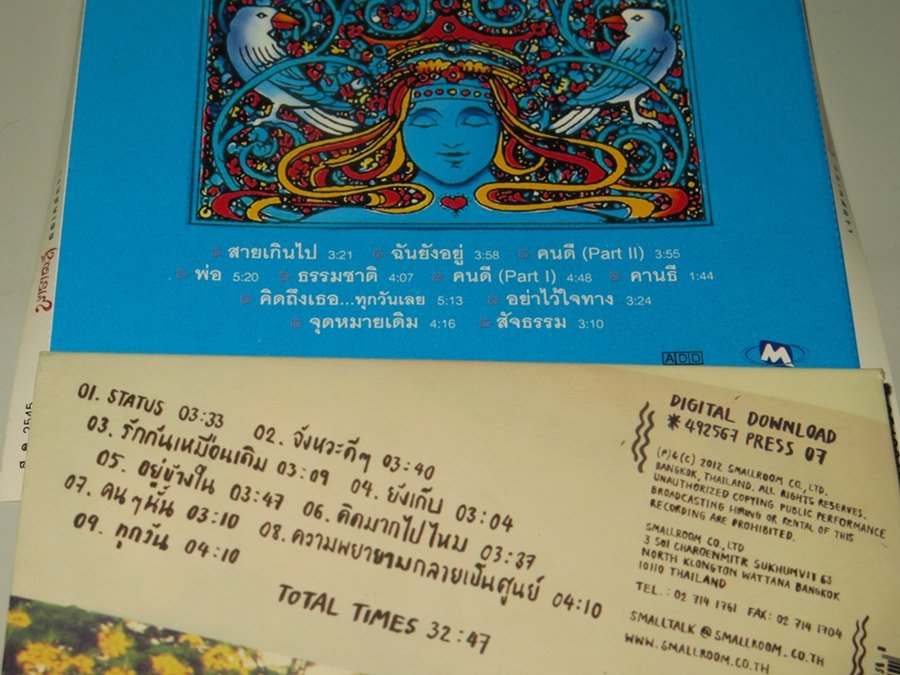 สายเกินไป 3:21 ฉันยังอยู่ 3:58 คนดี (Part II) 3:55
พ่อ 5:20 ธรรมชาติ 4:07 คนดี (Part I) 4:48 คานธี 1:44
คิดถึงเธอ...ทุกวันเลย 5:13 อย่าไว้ใจทาง 3:24
จุดหมายเดิม 4:16 สัจธรรม 3:10
ADD
M
01. STATUS 03:33 02. จังหวะดีๆ 03:40
03. รักกันเหมือนเดิม 03:09 04. ยังเก็บ 03:04
05. อยู่ข้างใน 03:47 06. คิดมากไปไหม 03:37
07. คนๆนั้น 03:10 08. ความพยายามกลายเป็นศูนย์ 04:10
09. ทุกวัน 04:10
TOTAL TIMES 32:47
DIGITAL DOWNLOAD
*492567 PRESS 07
(P)&(C) 2012 SMALLROOM CO., LTD.
BANGKOK, THAILAND. ALL RIGHTS RESERVES.
UNAUTHORIZED COPYING PUBLIC PERFORMANCE
BROADCASTING HIRING OR RENTAL OF THIS
RECORDING ARE PROHIBITED.
SMALLROOM CO., LTD
3 SOI CHAROENMITR SUKHUMVIT 63
NORTH KLONGTON WATTANA BANGKOK
10110 THAILAND
TEL. : 02 714 1761 FAX: 02 714 1704
SMALLTALK @ SMALLROOM.CO.TH
WWW.SMALLROOM.CO.TH